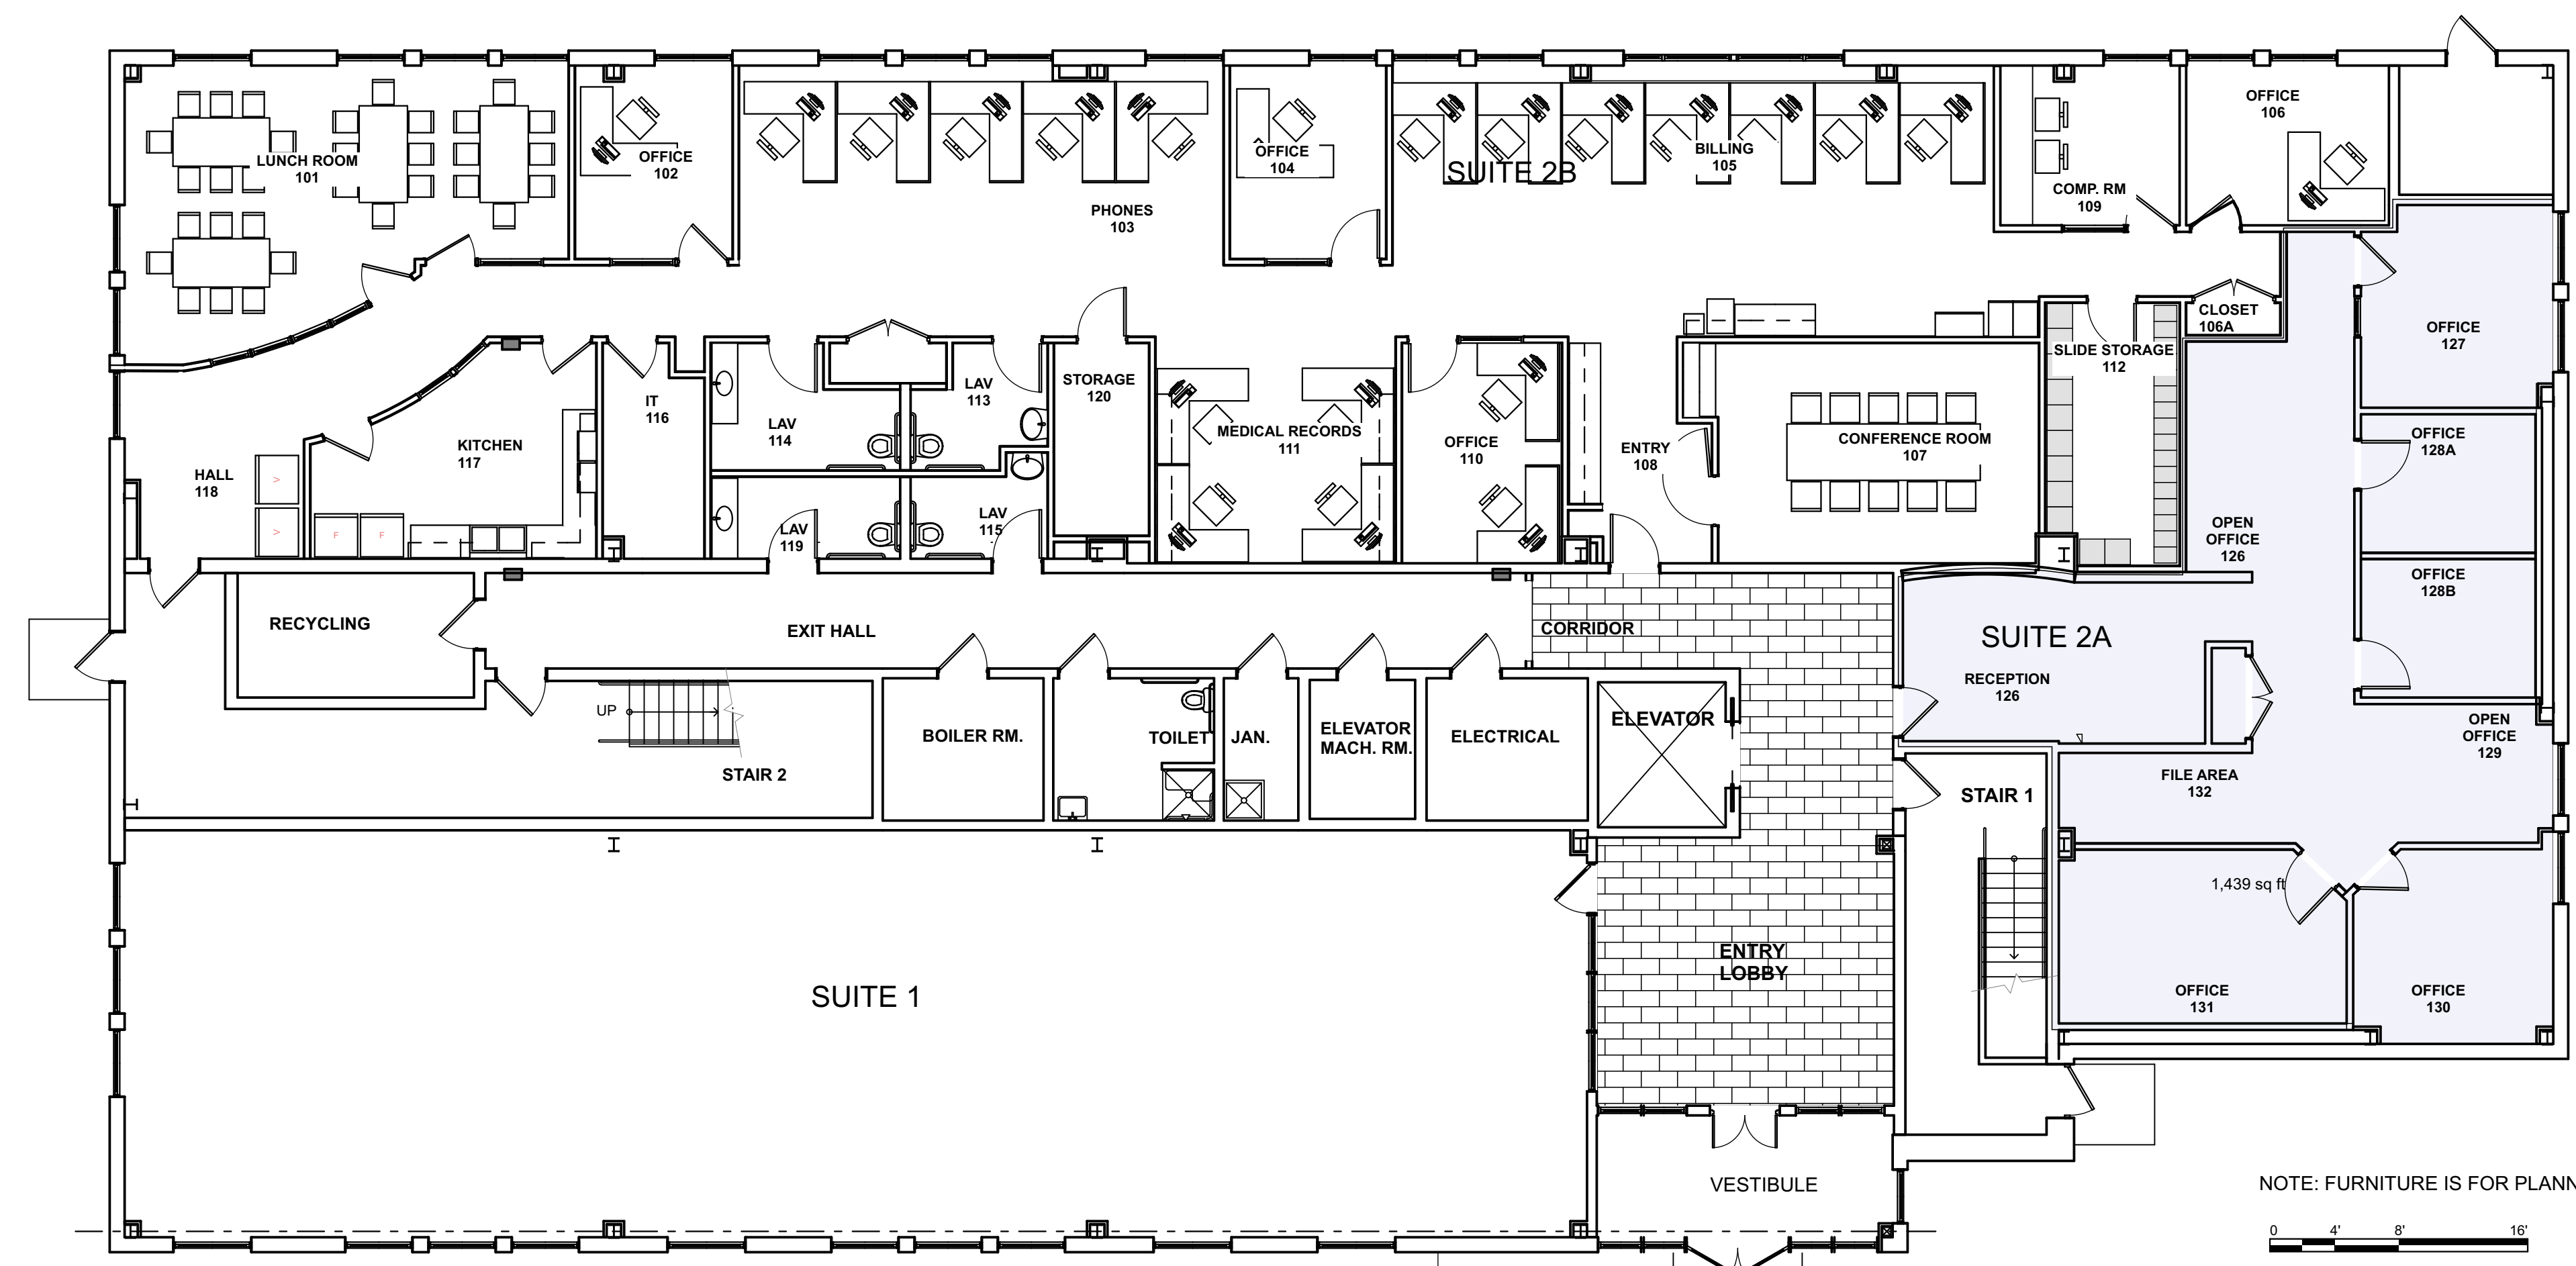 OFFICE
106
LUNCH ROOM
101
OFFICE
102
OFFICE
104
SUITE 2B
BILLING
105
COMP. RM
109
PHONES
103
CLOSET
106A
OFFICE
127
SLIDE STORAGE
112
STORAGE
120
LAV
113
IT
116
LAV
114
MEDICAL RECORDS
111
OFFICE
110
ENTRY
108
CONFERENCE ROOM
107
OFFICE
128A
KITCHEN
117
HALL
118
V
V
F
F
LAV
119
LAV
115
OPEN
OFFICE
126
OFFICE
128B
RECYCLING
EXIT HALL
CORRIDOR
SUITE 2A
RECEPTION
126
UP
BOILER RM.
TOILET
JAN.
ELEVATOR
MACH. RM.
ELECTRICAL
ELEVATOR
OPEN
OFFICE
129
STAIR 2
FILE AREA
132
STAIR 1
1,439 sq ft
ENTRY
LOBBY
SUITE 1
OFFICE
131
OFFICE
130
VESTIBULE
NOTE: FURNITURE IS FOR PLANN
0 4' 8' 16'